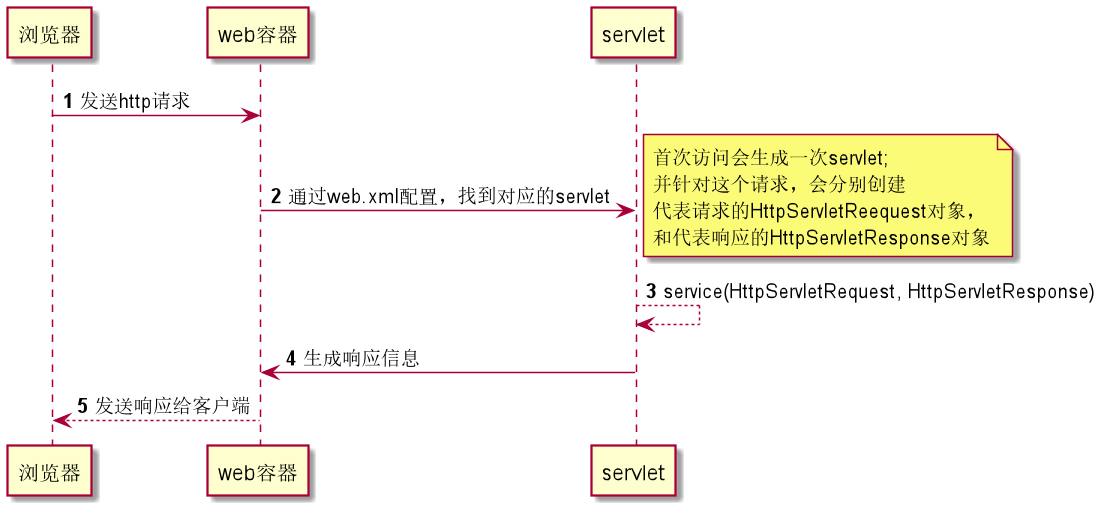 浏览器
web容器
servlet
1 发送http请求
首次访问会生成一次servlet;
并针对这个请求，会分别创建
代表请求的HttpServletReequest对象，
和代表响应的HttpServletResponse对象
2 通过web.xml配置，找到对应的servlet
3 service(HttpServletRequest, HttpServletResponse)
4 生成响应信息
5 发送响应给客户端
浏览器
web容器
servlet